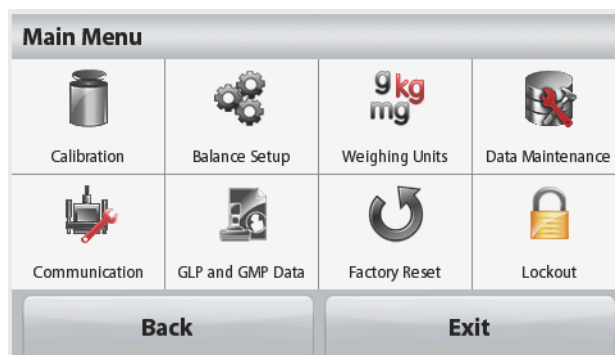 Main Menu
g kg
mg
Calibration
Balance Setup
Weighing Units
Data Maintenance
Communication
GLP and GMP Data
Factory Reset
Lockout
Back
Exit